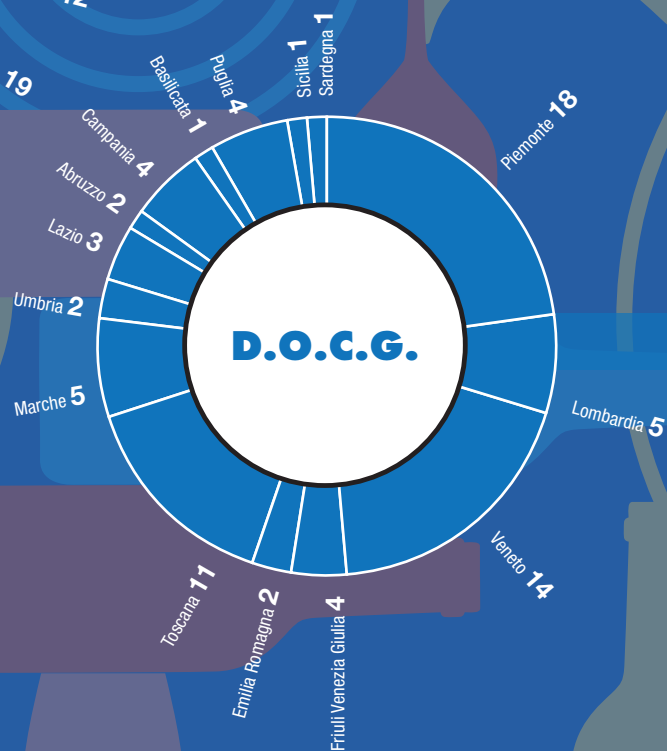 12
19
Sicilia 1
Sardegna 1
Puglia 4
Basilicata 1
Campania 4
Abruzzo 2
Lazio 3
Umbria 2
Marche 5
Piemonte 18
D.O.C.G.
Lombardia 5
Veneto 14
Toscana 11
Emilia Romagna 2
Friuli Venezia Giulia 4